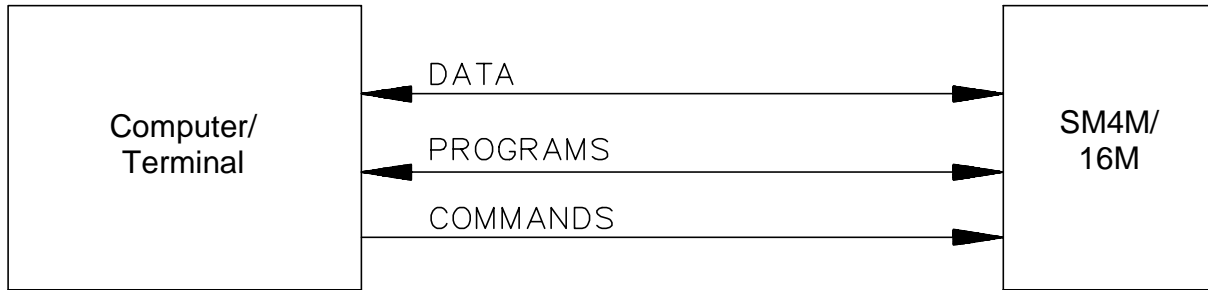 Computer/
Terminal
DATA
PROGRAMS
COMMANDS
SM4M/
16M